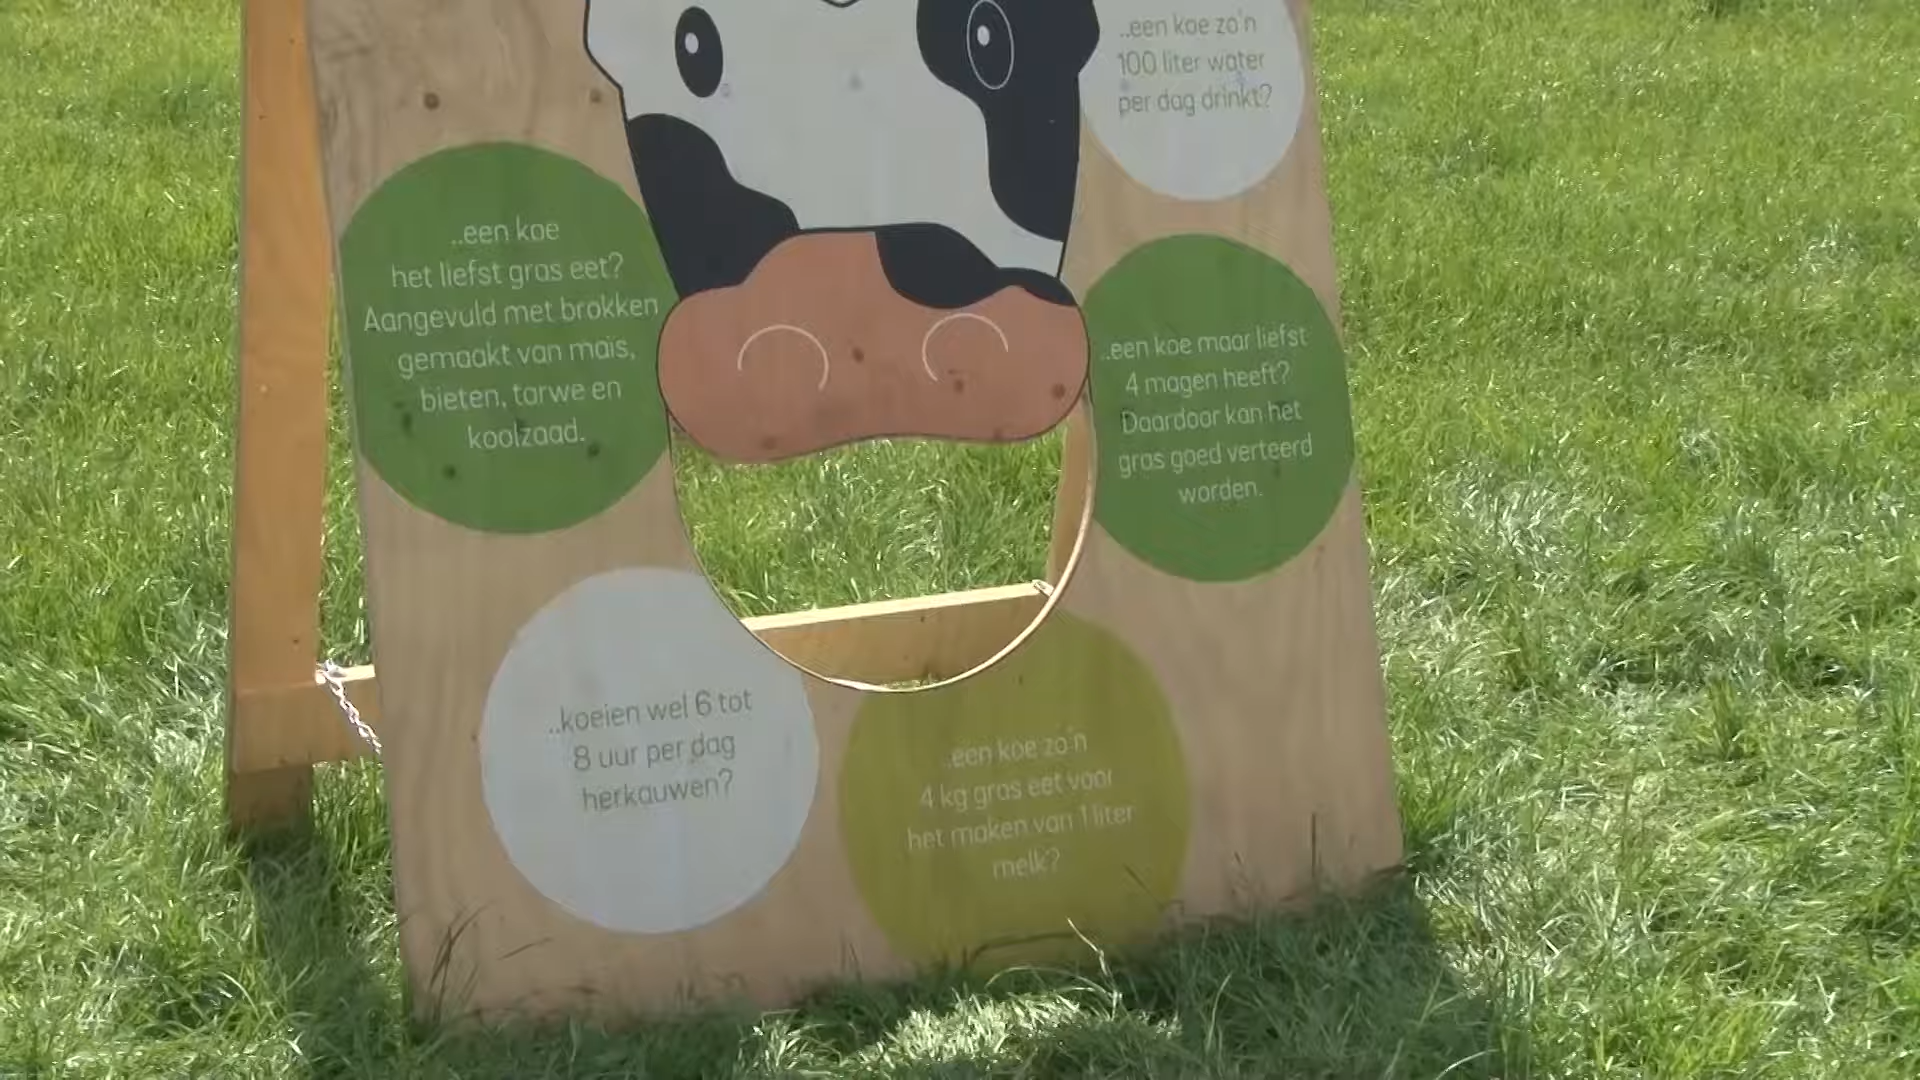 ..een koe zo'n
100 liter water
per dag drinkt?
..een koe
het liefst gras eet?
Aangevuld met brokken
gemaakt van maïs,
bieten, tarwe en
koolzaad.
..een koe maar liefst
4 magen heeft?
Daardoor kan het
gras goed verteerd
worden.
..koeien wel 6 tot
8 uur per dag
herkauwen?
..een koe zo'n
4 kg gras eet voor
het maken van 1 liter
melk?